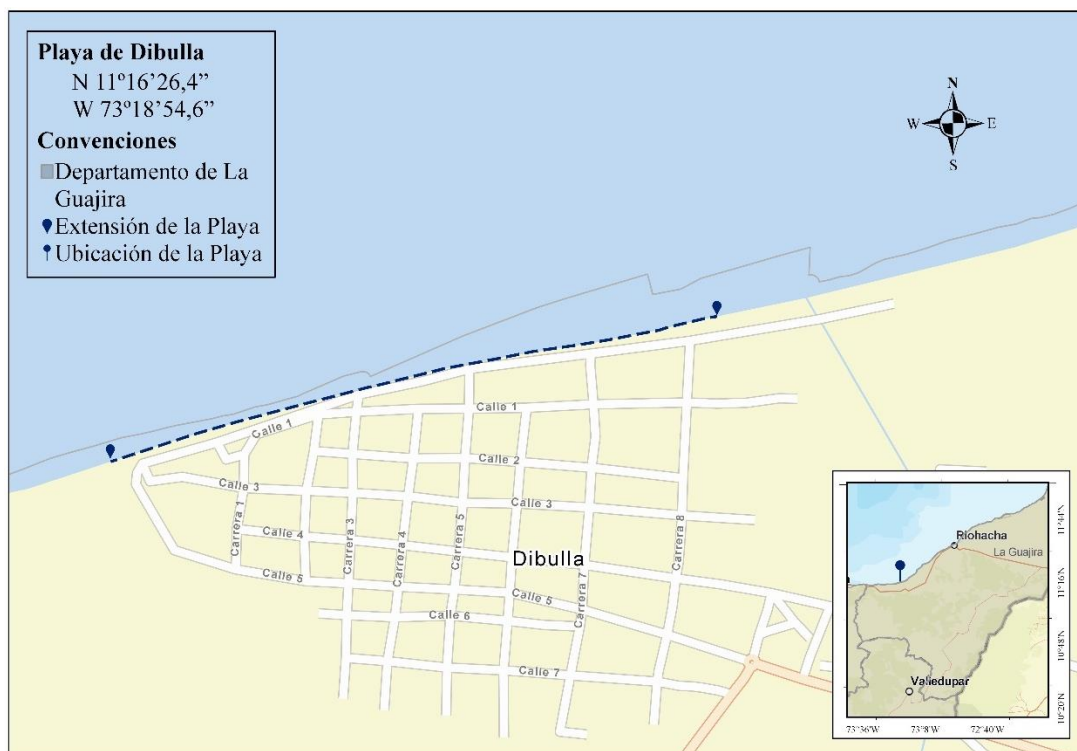 Playa de Dibulla
N 11º16’26,4”
W 73º18’54,6”
Convenciones
Departamento de La
Guajira
Extensión de la Playa
Ubicación de la Playa
N
W
E
S
Calle 1
Calle 1
Calle 2
Calle 3
Calle 3
Calle 4
Calle 5
Calle 5
Calle 6
Calle 7
Carrera 1
Carrera 3
Carrera 4
Carrera 5
Carrera 7
Carrera 8
Dibulla
Riohacha
La Guajira
Valledupar
11°44'N
11°16'N
10°48'N
10°20'N
73°36'W
73°8'W
72°40'W